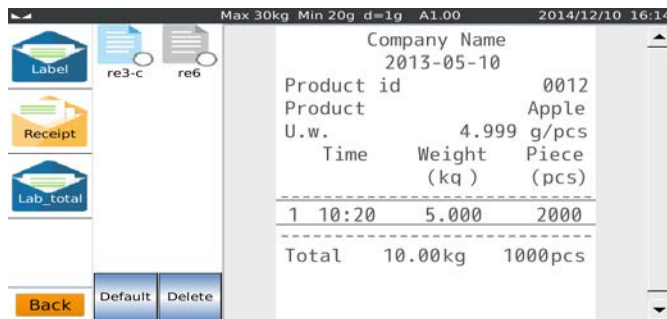 Max 30kg Min 20g d=1g A1.00 2014/12/10 16:14
Label
Receipt
Lab_total
Back
re3-c re6
Default Delete
Company Name
2013-05-10
Product id 0012
Product Apple
U.w. 4.999 g/pcs
Time Weight Piece
(kg) (pcs)
1 10:20 5.000 2000
Total 10.00kg 1000pcs